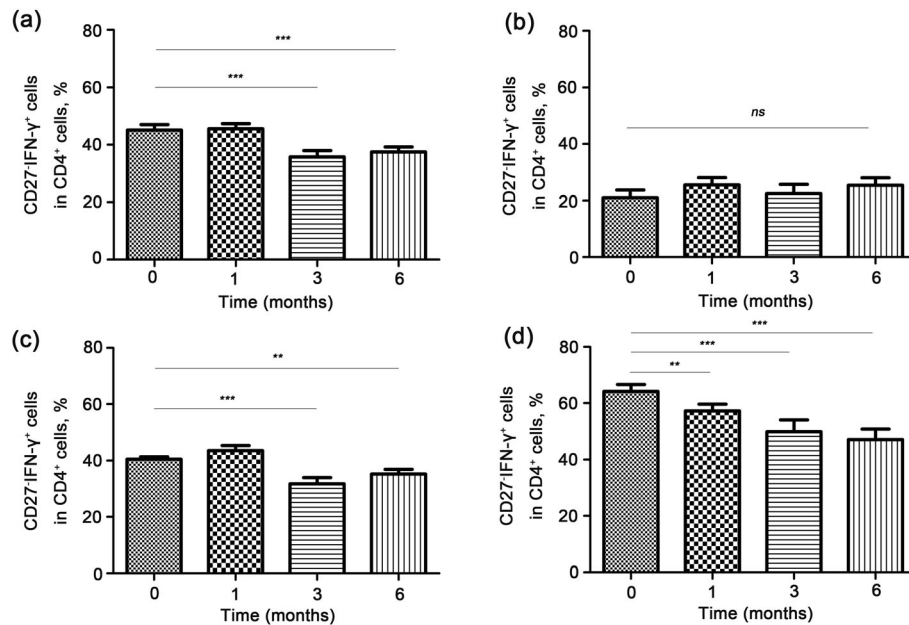 (a)
80
60
40
20
0
CD27⁻IFN-γ⁺ cells
in CD4⁺ cells, %
***
***
0 1 3 6
Time (months)
(b)
80
60
40
20
0
CD27⁻IFN-γ⁺ cells
in CD4⁺ cells, %
ns
0 1 3 6
Time (months)
(c)
80
60
40
20
0
CD27⁻IFN-γ⁺ cells
in CD4⁺ cells, %
**
***
0 1 3 6
Time (months)
(d)
80
60
40
20
0
CD27⁻IFN-γ⁺ cells
in CD4⁺ cells, %
***
***
**
0 1 3 6
Time (months)